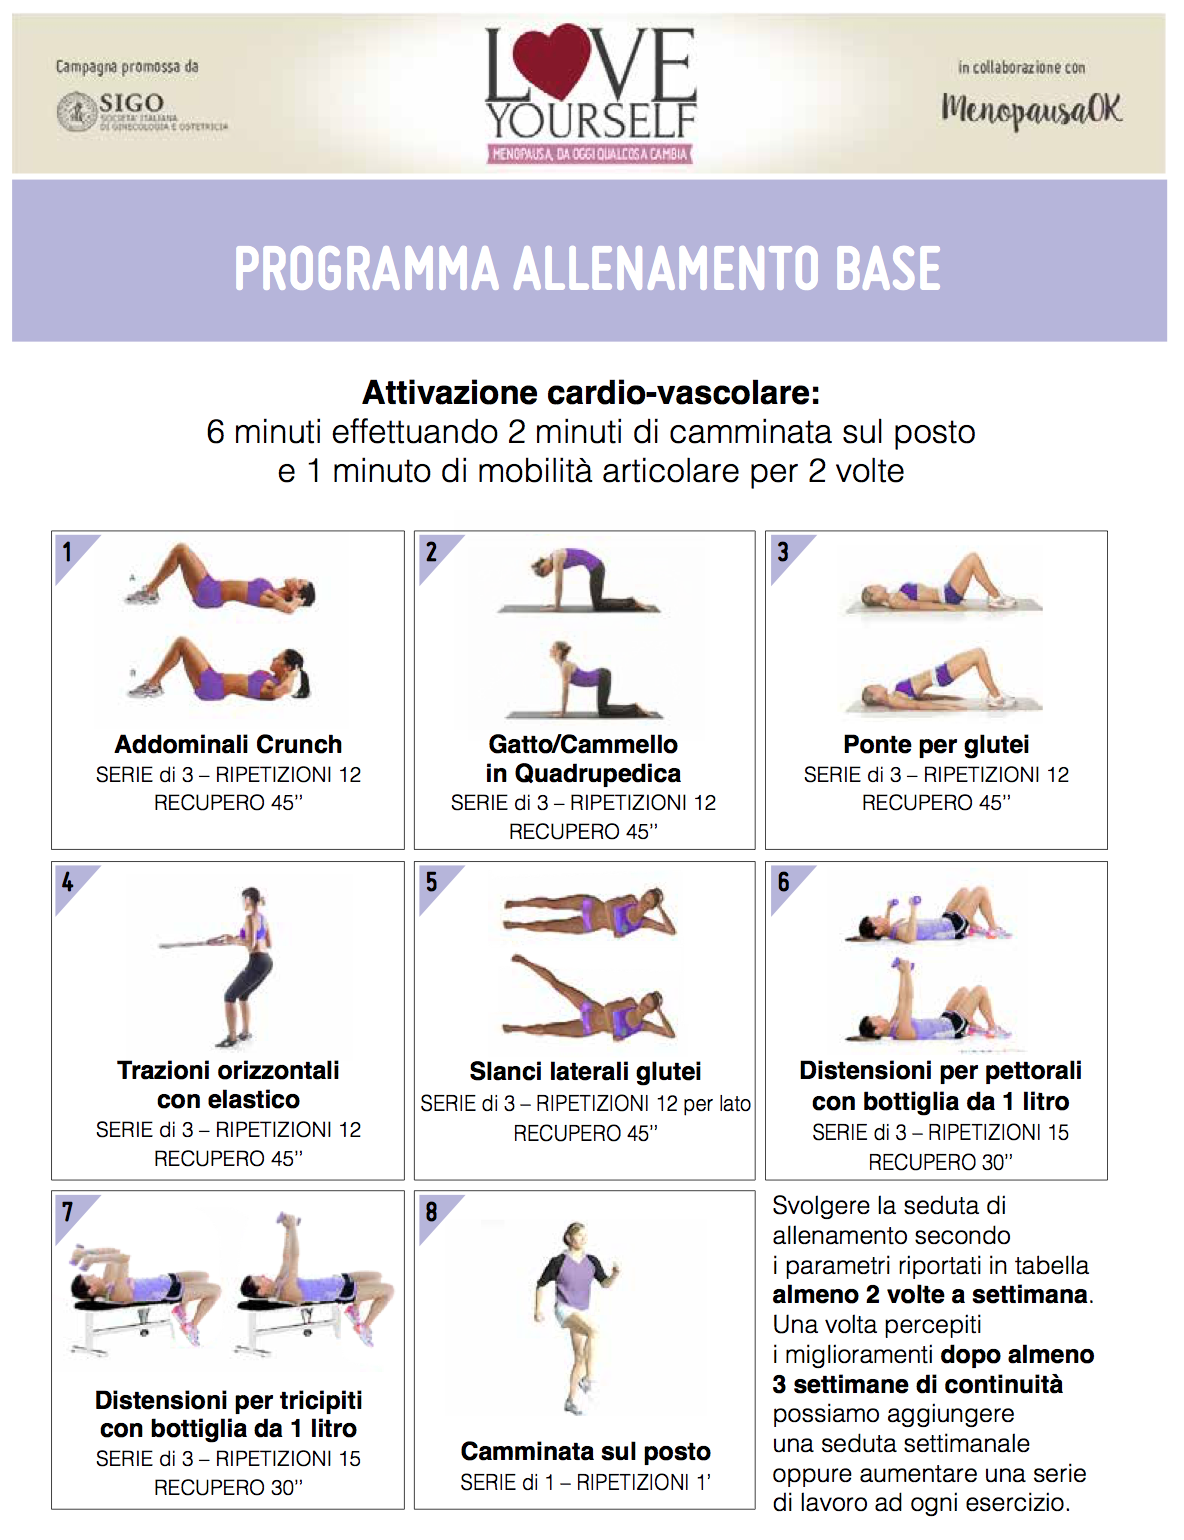 Campagna promossa da
SIGO
SOCIETÀ ITALIANA
DI GINECOLOGIA E OSTETRICIA
LOVE
YOURSELF
MENOPAUSA, DA OGGI QUALCOSA CAMBIA
in collaborazione con
MenopausaOK
PROGRAMMA ALLENAMENTO BASE
Attivazione cardio-vascolare:
6 minuti effettuando 2 minuti di camminata sul posto
e 1 minuto di mobilità articolare per 2 volte
1
A
B
Addominali Crunch
SERIE di 3 – RIPETIZIONI 12
RECUPERO 45’’
2
Gatto/Cammello
in Quadrupedica
SERIE di 3 – RIPETIZIONI 12
RECUPERO 45’’
3
Ponte per glutei
SERIE di 3 – RIPETIZIONI 12
RECUPERO 45’’
4
Trazioni orizzontali
con elastico
SERIE di 3 – RIPETIZIONI 12
RECUPERO 45’’
5
Slanci laterali glutei
SERIE di 3 – RIPETIZIONI 12 per lato
RECUPERO 45’’
6
Distensioni per pettorali
con bottiglia da 1 litro
SERIE di 3 – RIPETIZIONI 15
RECUPERO 30’’
7
Distensioni per tricipiti
con bottiglia da 1 litro
SERIE di 3 – RIPETIZIONI 15
RECUPERO 30’’
8
Camminata sul posto
SERIE di 1 – RIPETIZIONI 1’
Svolgere la seduta di
allenamento secondo
i parametri riportati in tabella
almeno 2 volte a settimana.
Una volta percepiti
i miglioramenti dopo almeno
3 settimane di continuità
possiamo aggiungere
una seduta settimanale
oppure aumentare una serie
di lavoro ad ogni esercizio.